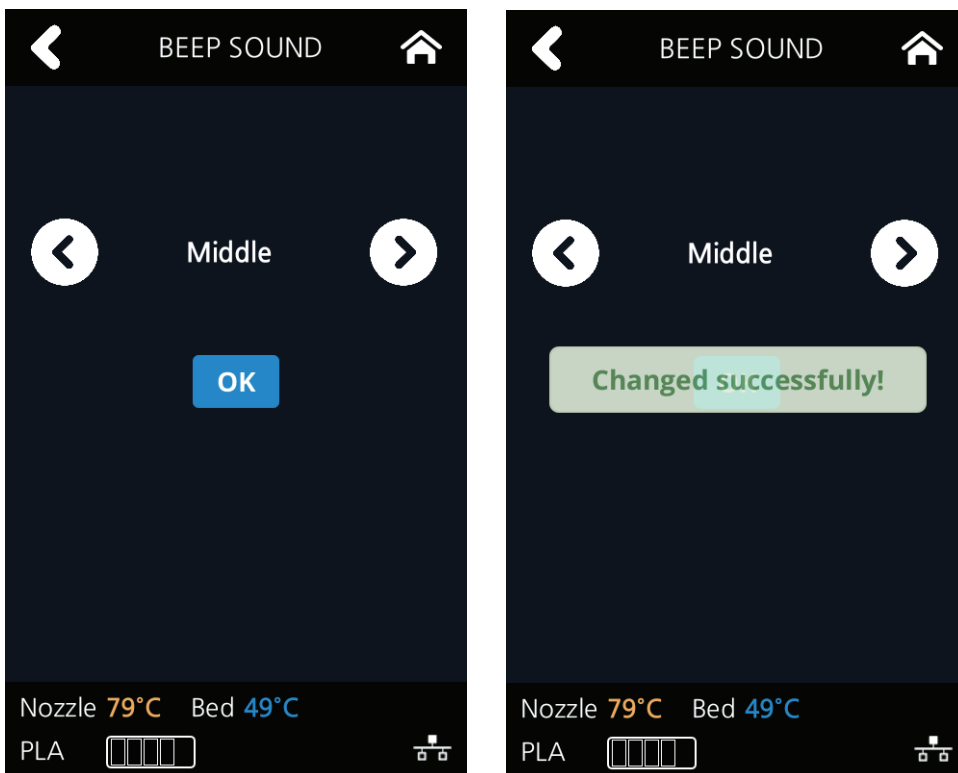 BEEP SOUND
Middle
OK
Nozzle 79°C Bed 49°C
PLA
BEEP SOUND
Middle
Changed successfully!
Nozzle 79°C Bed 49°C
PLA